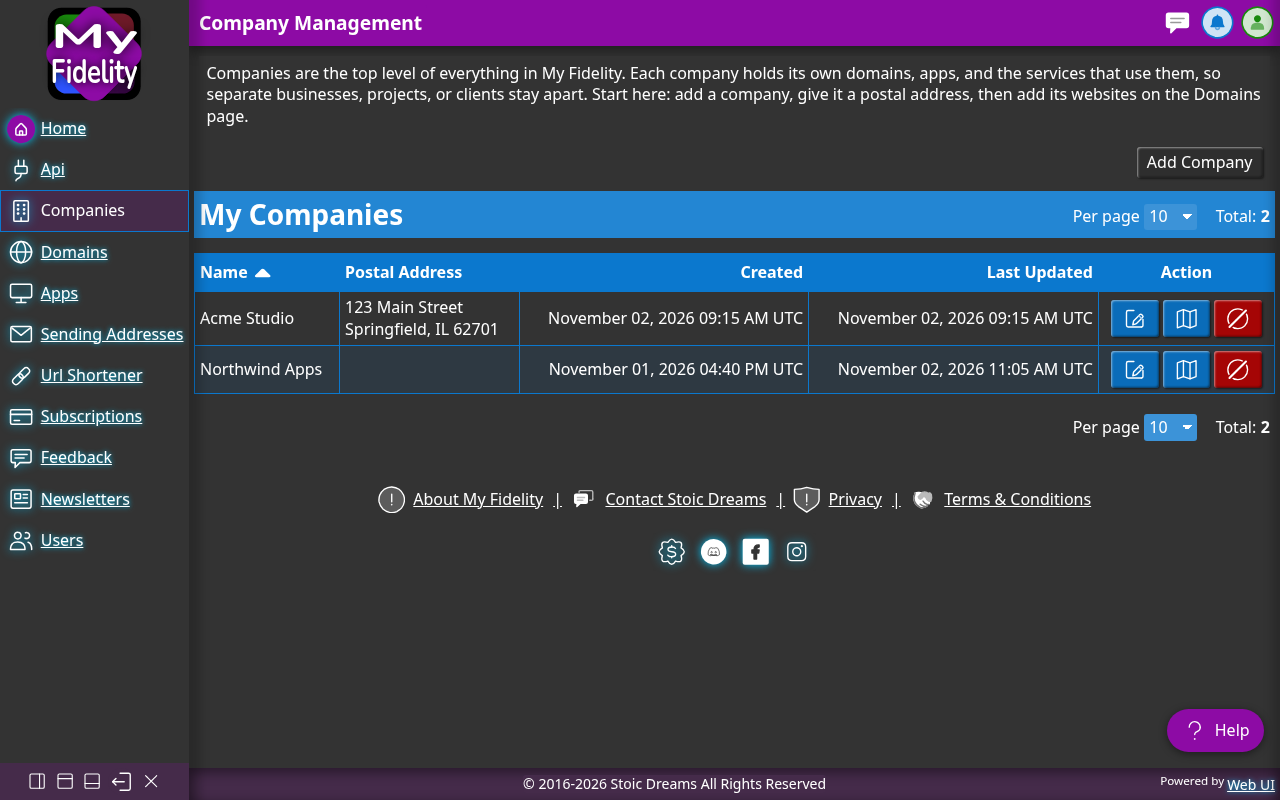 My
Fidelity
Company Management
Home
Api
Companies
Domains
Apps
Sending Addresses
Url Shortener
Subscriptions
Feedback
Newsletters
Users
Companies are the top level of everything in My Fidelity. Each company holds its own domains, apps, and the services that use them, so
separate businesses, projects, or clients stay apart. Start here: add a company, give it a postal address, then add its websites on the Domains
page.
Add Company
My Companies
Per page 10 Total: 2
Name Postal Address Created Last Updated Action
Acme Studio 123 Main Street
Springfield, IL 62701 November 02, 2026 09:15 AM UTC November 02, 2026 09:15 AM UTC
Northwind Apps November 01, 2026 04:40 PM UTC November 02, 2026 11:05 AM UTC
Per page 10 Total: 2
About My Fidelity | Contact Stoic Dreams | Privacy | Terms & Conditions
Help
© 2016-2026 Stoic Dreams All Rights Reserved
Powered by Web UI